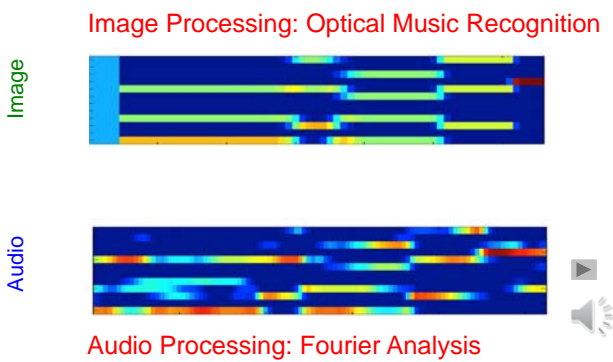 Image Processing: Optical Music Recognition
Image
Audio
Audio Processing: Fourier Analysis